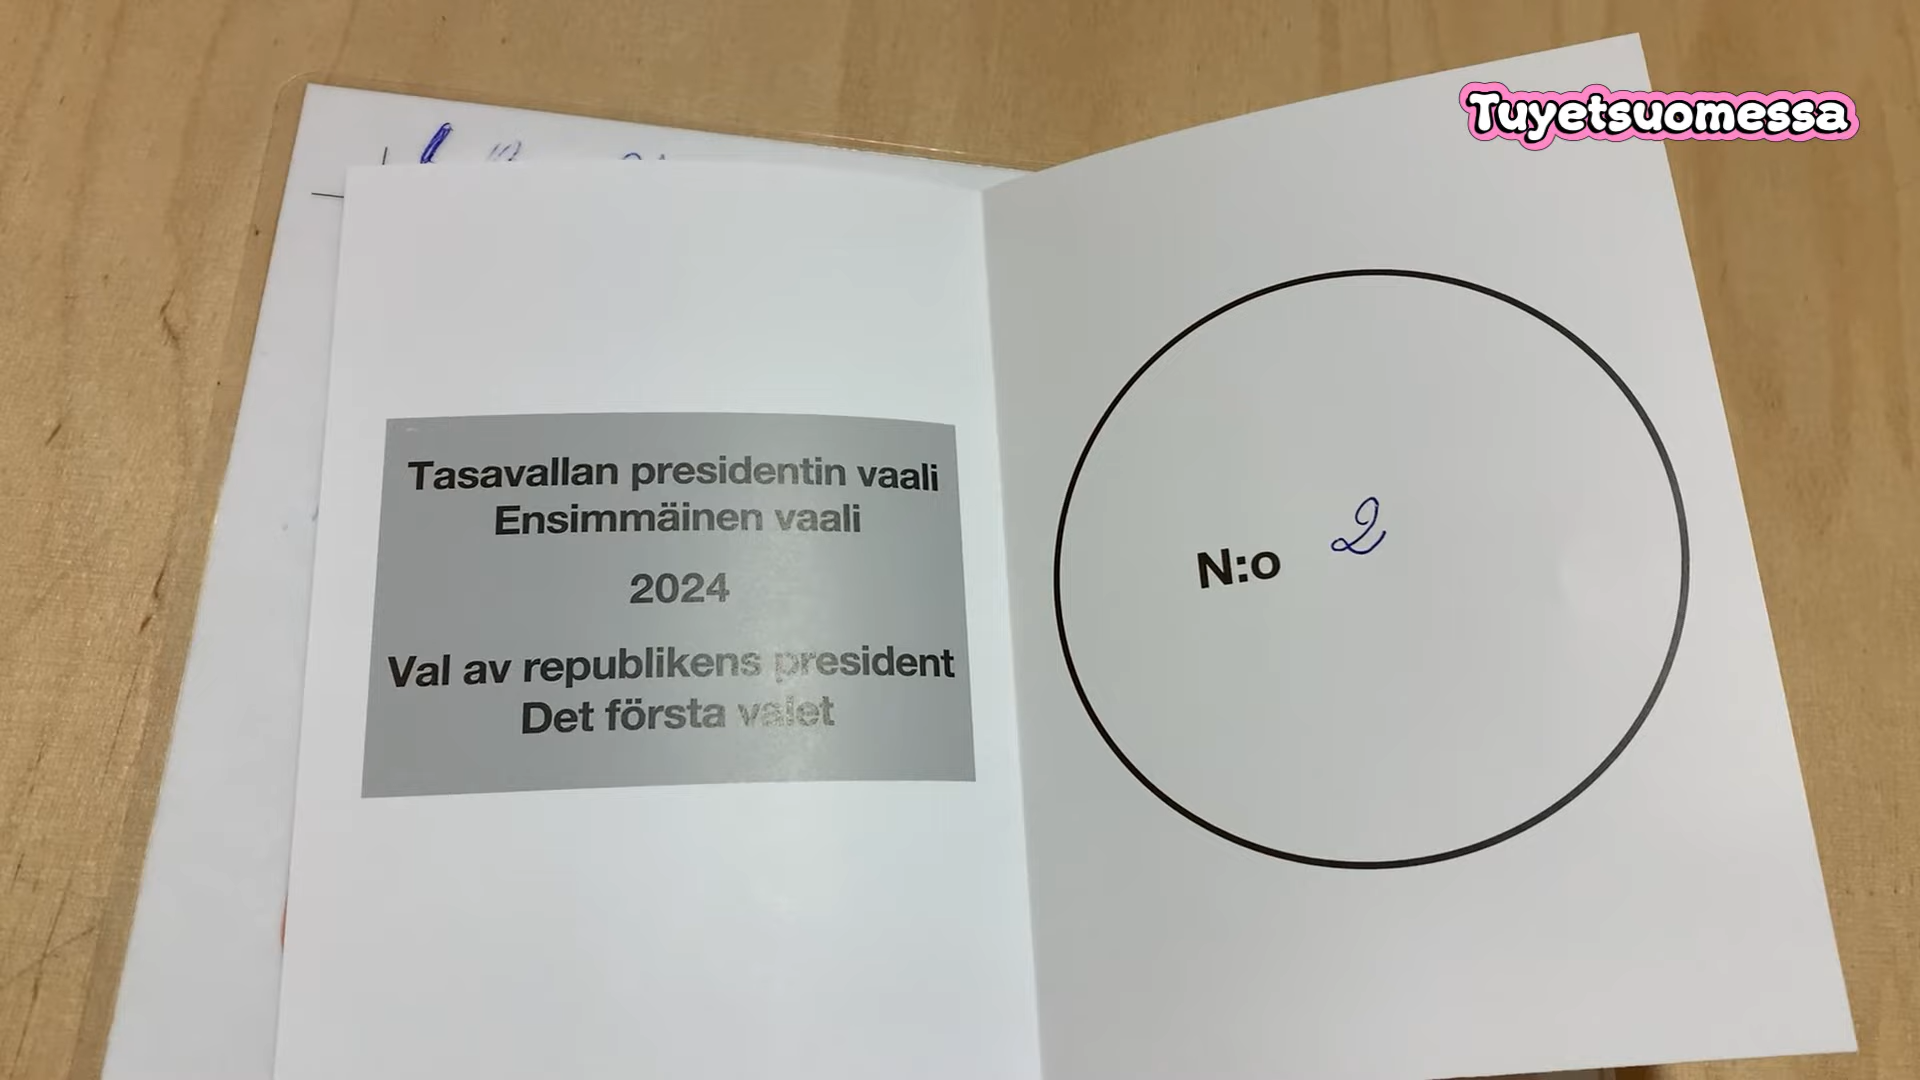 Tuyetsuomessa
Tasavallan presidentin vaali
Ensimmäinen vaali
2024
Val av republikens president
Det första valet
N:o 2